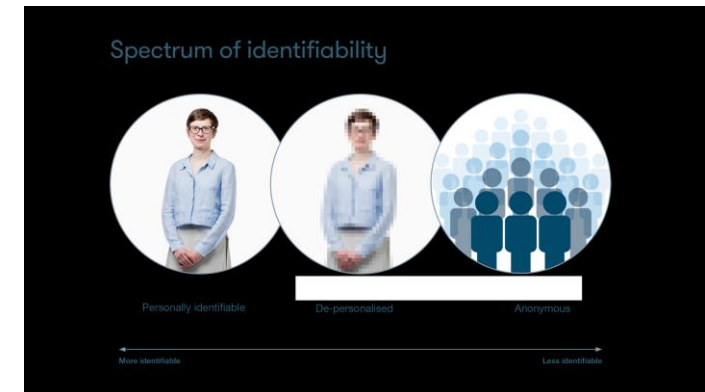 Spectrum of identifiability
Personally identifiable
De-personalised
Anonymous
More identifiable
Less identifiable